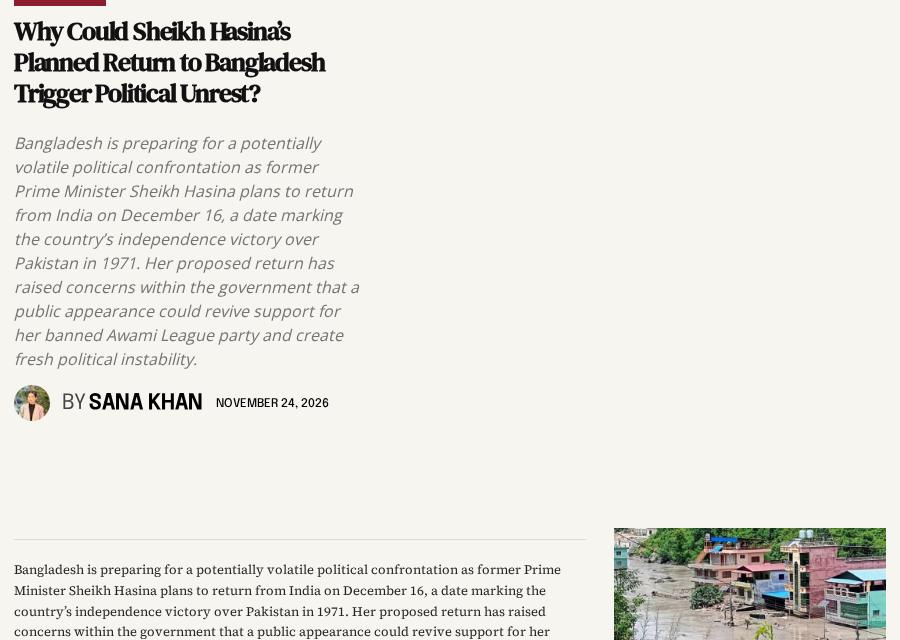 Why Could Sheikh Hasina's
Planned Return to Bangladesh
Trigger Political Unrest?
Bangladesh is preparing for a potentially
volatile political confrontation as former
Prime Minister Sheikh Hasina plans to return
from India on December 16, a date marking
the country's independence victory over
Pakistan in 1971. Her proposed return has
raised concerns within the government that a
public appearance could revive support for
her banned Awami League party and create
fresh political instability.
BY SANA KHAN NOVEMBER 24, 2026
Bangladesh is preparing for a potentially volatile political confrontation as former Prime
Minister Sheikh Hasina plans to return from India on December 16, a date marking the
country's independence victory over Pakistan in 1971. Her proposed return has raised
concerns within the government that a public appearance could revive support for her